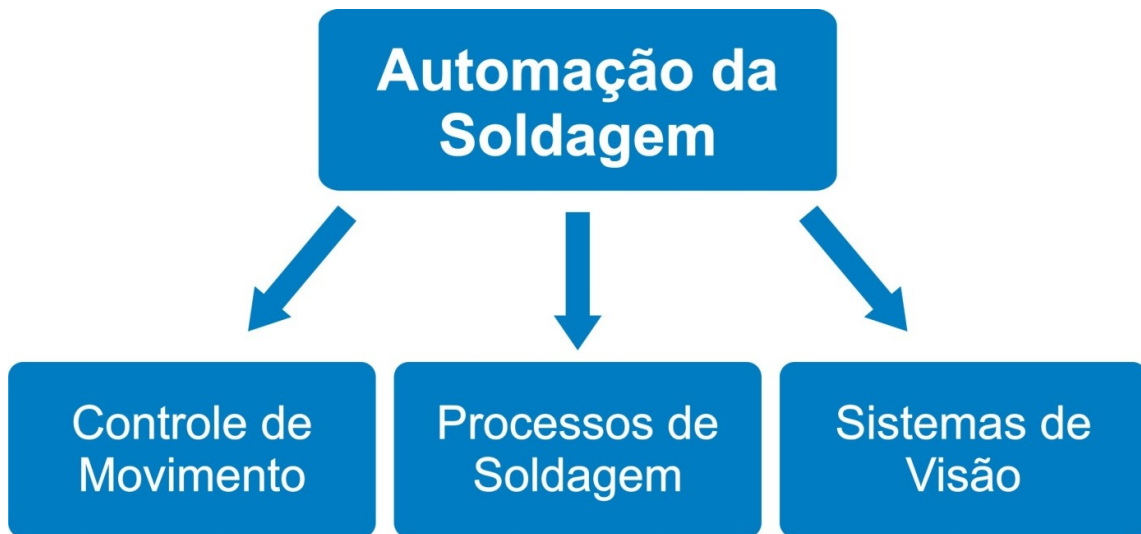 Automação da
Soldagem
Controle de
Movimento
Processos de
Soldagem
Sistemas de
Visão